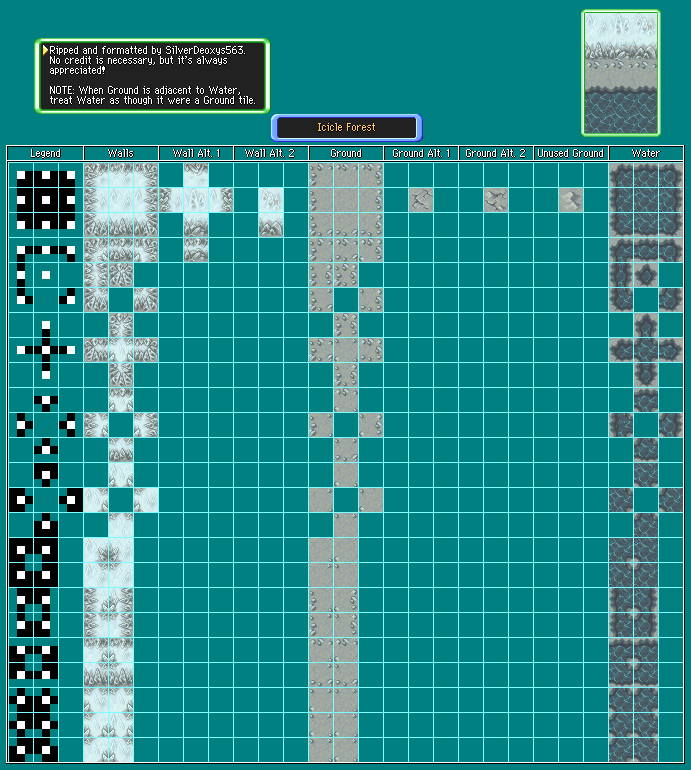 Ripped and formatted by SilverDeoxys563.
No credit is necessary, but it's always
appreciated!
NOTE: When Ground is adjacent to Water,
treat Water as though it were a Ground tile.
Icicle Forest
Legend Walls Wall Alt. 1 Wall Alt. 2 Ground Ground Alt. 1 Ground Alt. 2 Unused Ground Water